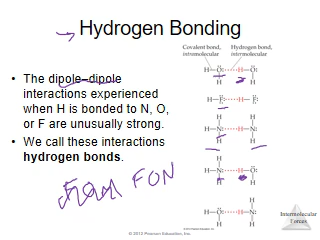 Hydrogen Bonding
Covalent bond, Hydrogen bond,
intramolecular intermolecular
• The dipole–dipole
interactions experienced
when H is bonded to N, O,
or F are unusually strong.
• We call these interactions
hydrogen bonds.
FON
H—O: H—O:
H H
H—F: H—F:
H—N: H—N:
H—N: H—O:
H—O: H—N:
Intermolecular
Forces
© 2012 Pearson Education, Inc.